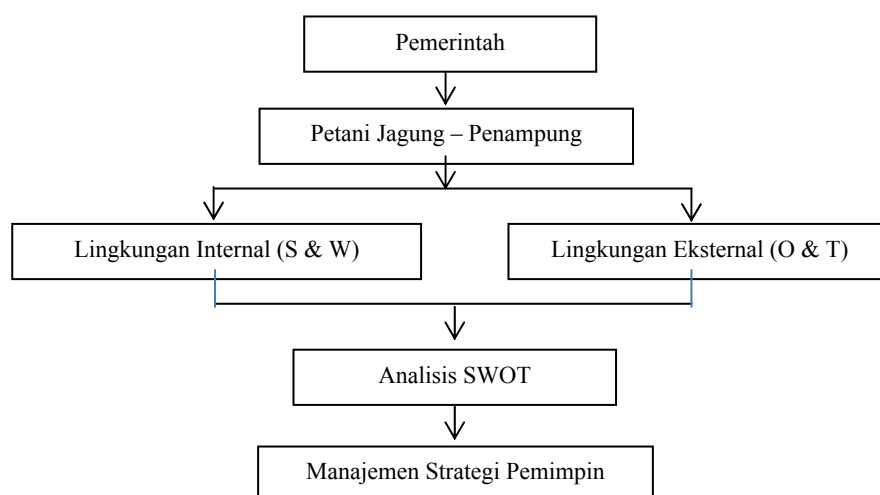 Pemerintah
Petani Jagung – Penampung
Lingkungan Internal (S & W)
Lingkungan Eksternal (O & T)
Analisis SWOT
Manajemen Strategi Pemimpin